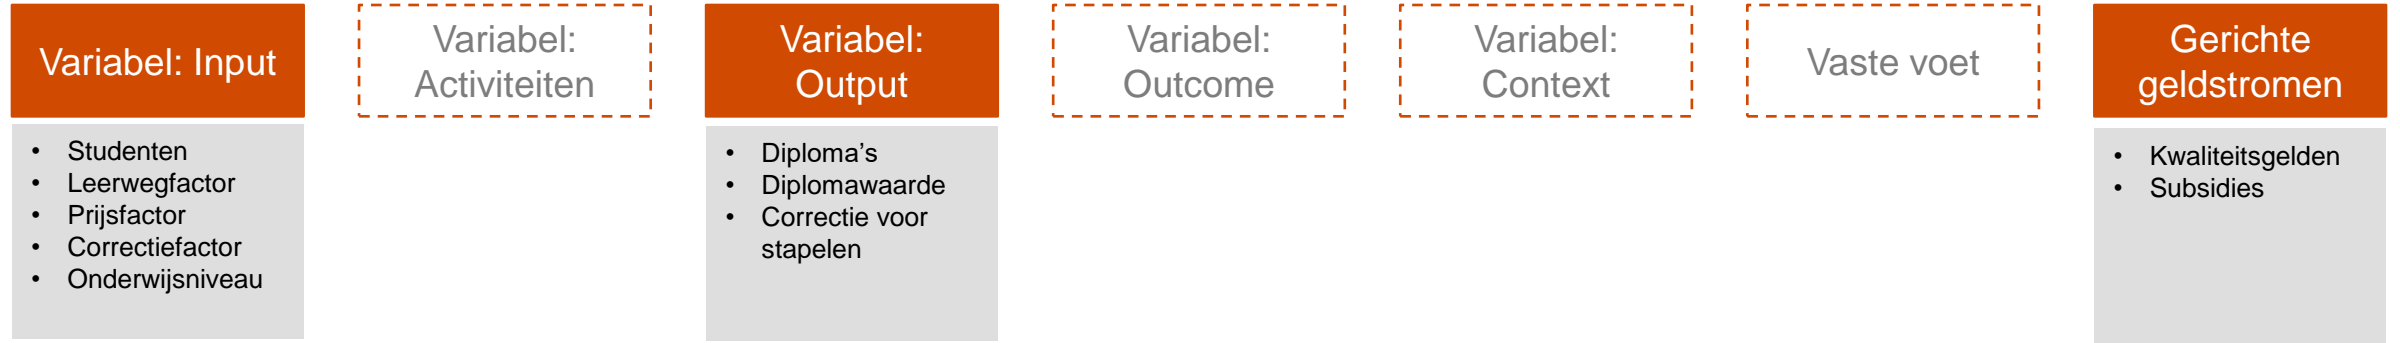 Variabel: Input
• Studenten
• Leerwegfactor
• Prijsfactor
• Correctiefactor
• Onderwijsniveau
Variabel:
Activiteiten
Variabel:
Output
• Diploma’s
• Diplomawaarde
• Correctie voor
stapelen
Variabel:
Outcome
Variabel:
Context
Vaste voet
Gerichte
geldstromen
• Kwaliteitsgelden
• Subsidies